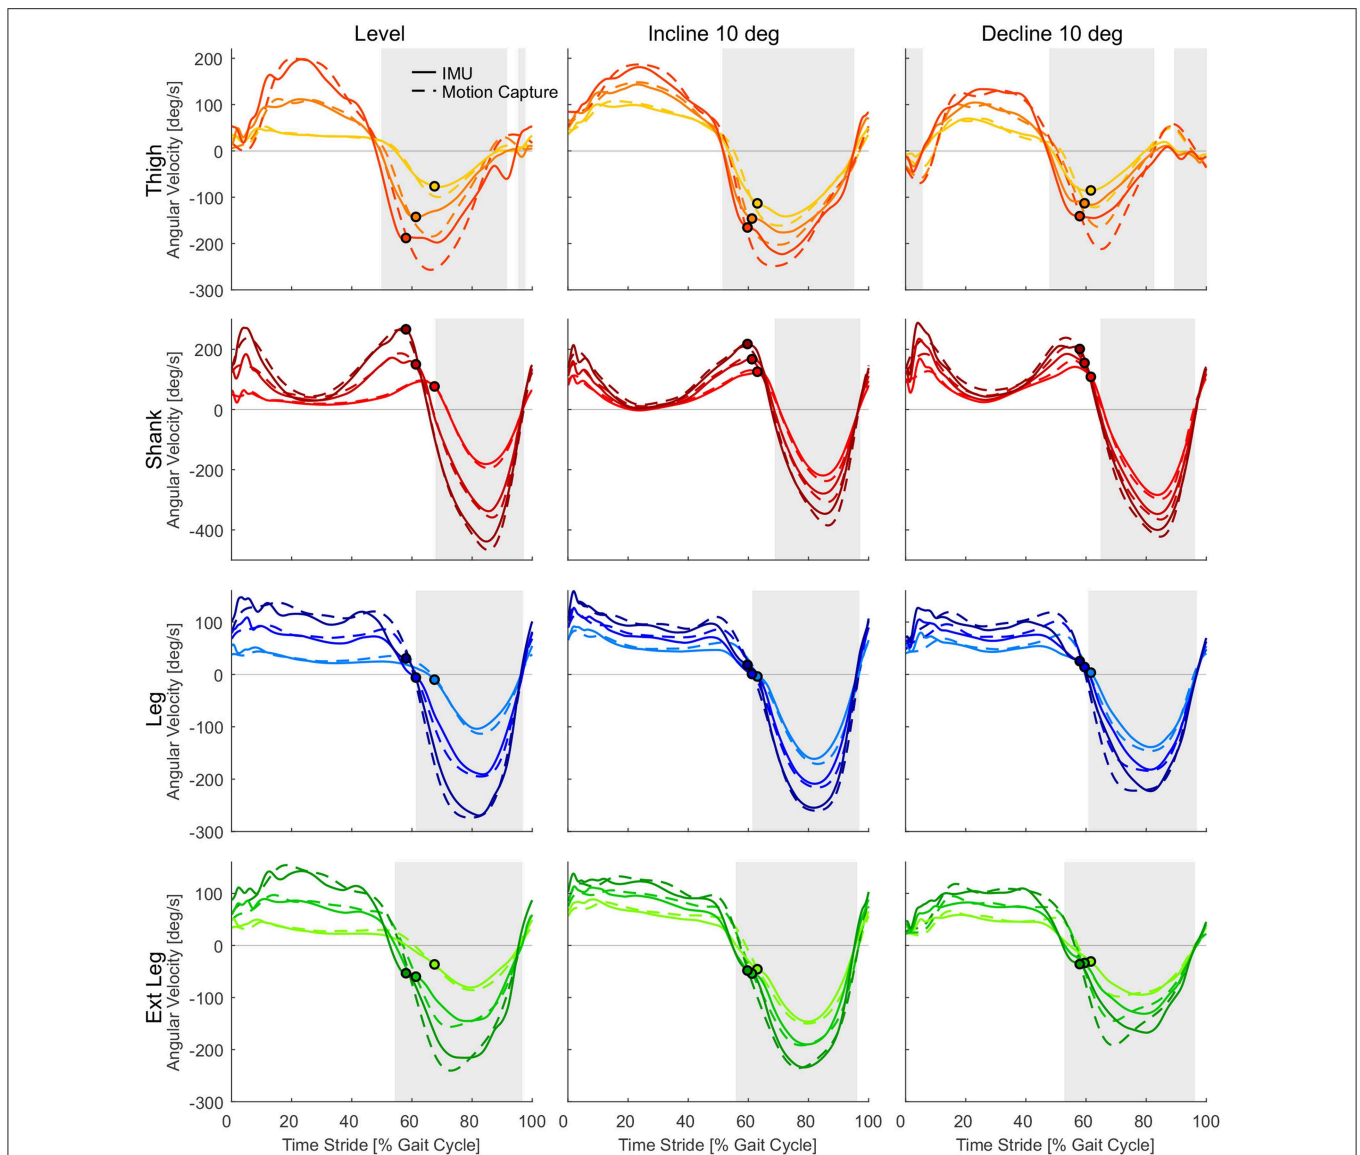 Level
Incline 10 deg
Decline 10 deg
Thigh
Angular Velocity [deg/s]
200
100
0
-100
-200
-300
IMU
Motion Capture
Shank
Angular Velocity [deg/s]
200
0
-200
-400
Leg
Angular Velocity [deg/s]
100
0
-100
-200
-300
Ext Leg
Angular Velocity [deg/s]
100
0
-100
-200
-300
0 20 40 60 80 100
0 20 40 60 80 100
0 20 40 60 80 100
Time Stride [% Gait Cycle]
Time Stride [% Gait Cycle]
Time Stride [% Gait Cycle]